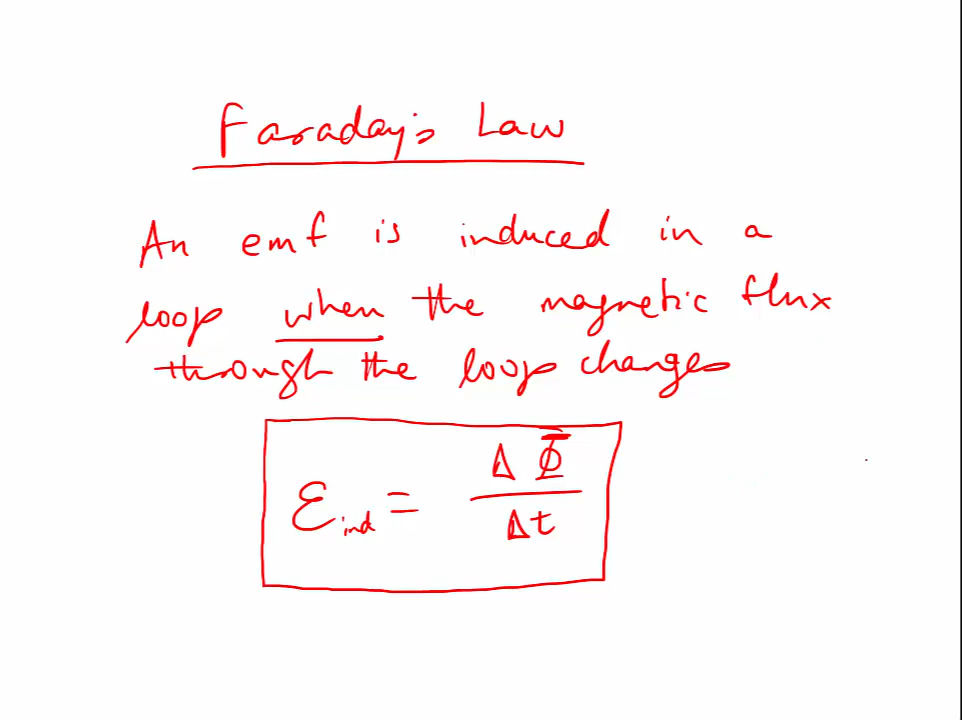 Faraday's Law
An emf is induced in a
loop when the magnetic flux
through the loop changes
ℰind = ΔΦ/Δt